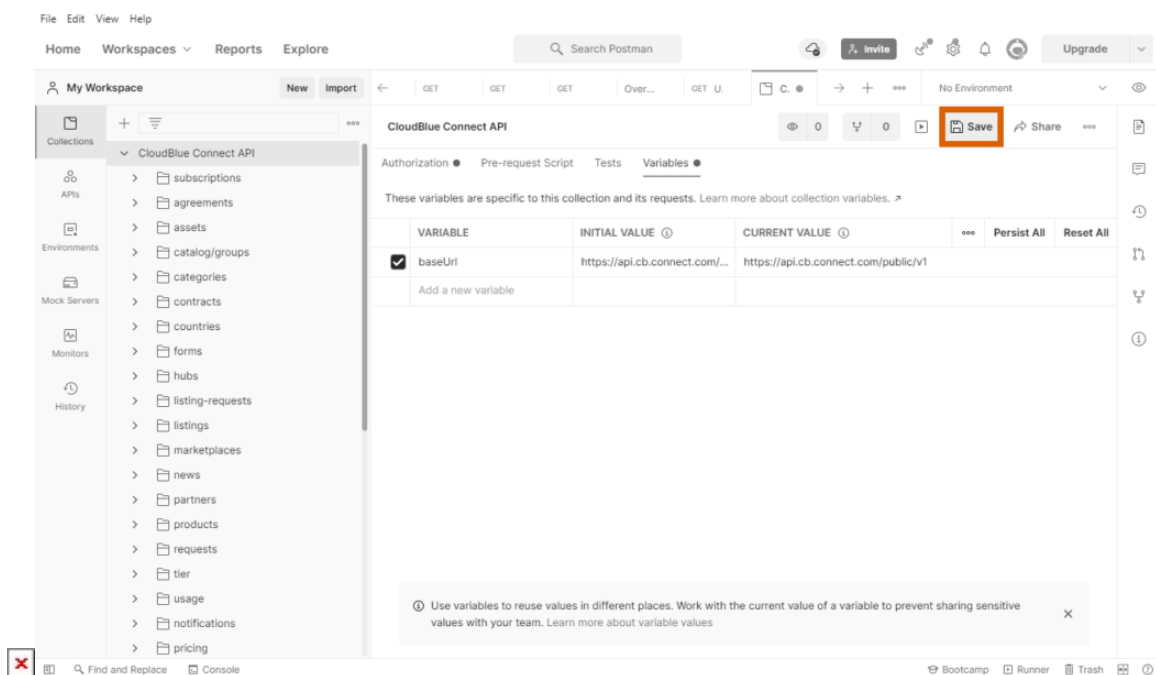 File Edit View Help
Home Workspaces Reports Explore Search Postman Invite Upgrade
My Workspace New Import GET GET GET Over... GET U. C. No Environment
Collections
APIs
Environments
Mock Servers
Monitors
History
CloudBlue Connect API
subscriptions
agreements
assets
catalog/groups
categories
contracts
countries
forms
hubs
listing-requests
listings
marketplaces
news
partners
products
requests
tier
usage
notifications
pricing
CloudBlue Connect API 0 0 Save Share
Authorization Pre-request Script Tests Variables
These variables are specific to this collection and its requests. Learn more about collection variables. ↗
VARIABLE INITIAL VALUE CURRENT VALUE Persist All Reset All
baseUrl https://api.cb.connect.com/... https://api.cb.connect.com/public/v1
Add a new variable
Use variables to reuse values in different places. Work with the current value of a variable to prevent sharing sensitive
values with your team. Learn more about variable values
Find and Replace Console Bootcamp Runner Trash